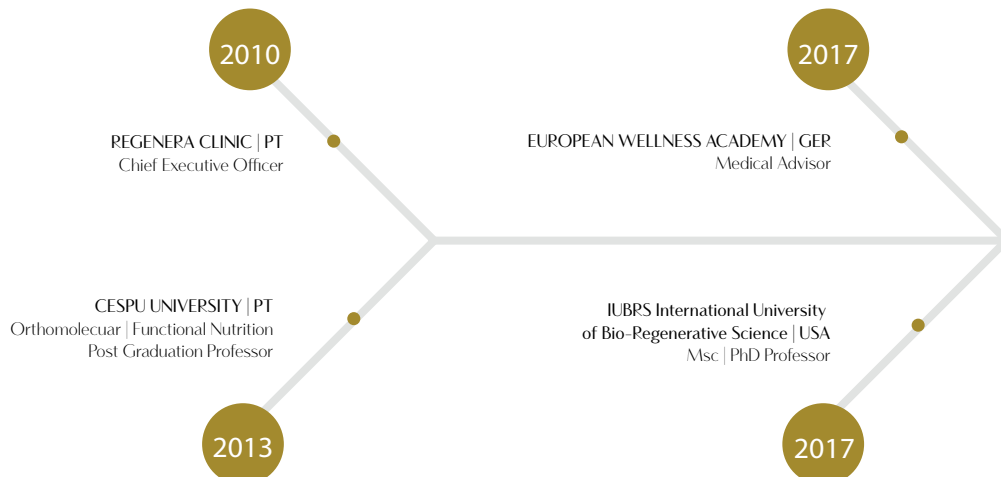 2010
REGENERA CLINIC | PT
Chief Executive Officer
2017
EUROPEAN WELLNESS ACADEMY | GER
Medical Advisor
CESPU UNIVERSITY | PT
Orthomolecuar | Functional Nutrition
Post Graduation Professor
2013
IUBRS International University
of Bio-Regenerative Science | USA
Msc | PhD Professor
2017